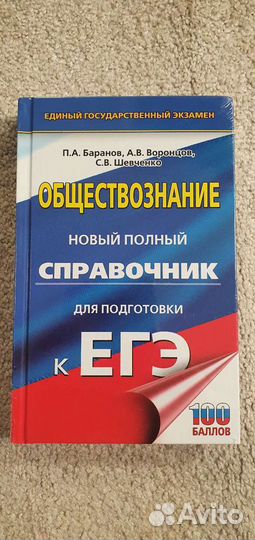 ЕДИНЫЙ ГОСУДАРСТВЕННЫЙ ЭКЗАМЕН
П.А. Баранов, А.В. Воронцов,
С.В. Шевченко
ОБЩЕСТВОЗНАНИЕ
НОВЫЙ ПОЛНЫЙ
СПРАВОЧНИК
ДЛЯ ПОДГОТОВКИ
К ЕГЭ
100
БАЛЛОВ
Avito